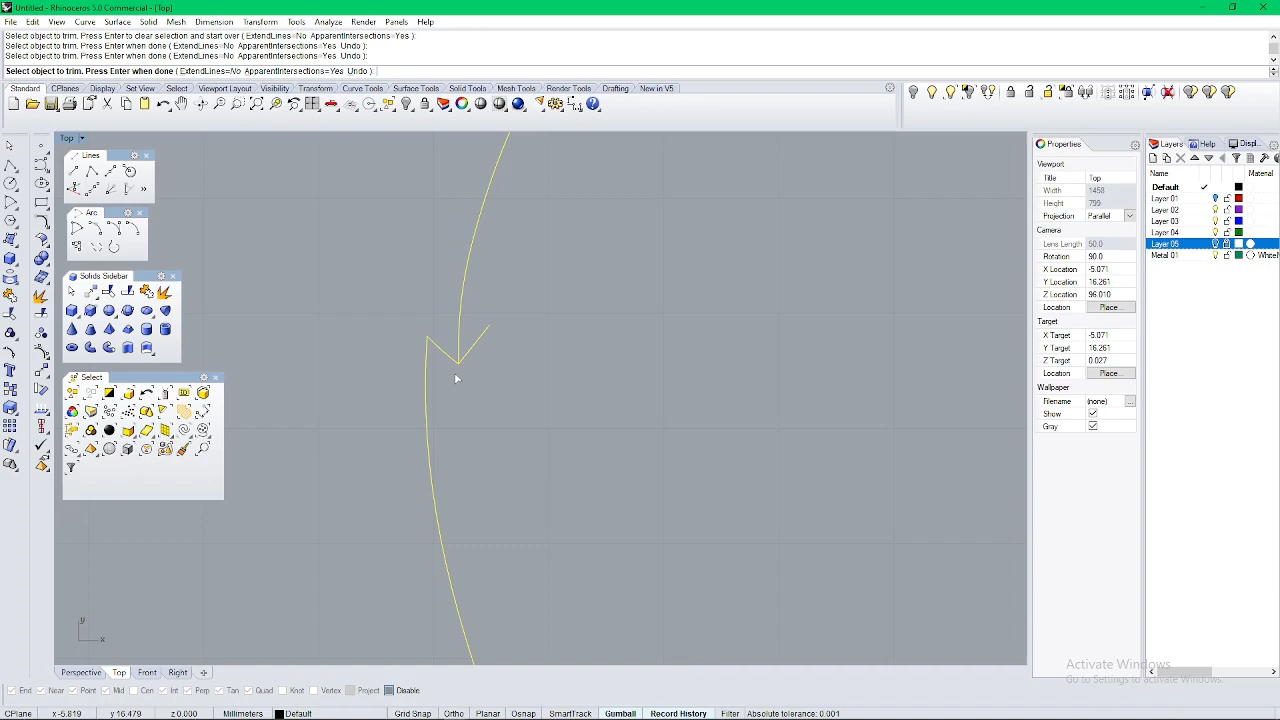 Untitled - Rhinoceros 5.0 Commercial - [Top]
File Edit View Curve Surface Solid Mesh Dimension Transform Tools Analyze Render Panels Help
Select object to trim. Press Enter to clear selection and start over ( ExtendLines=No ApparentIntersections=Yes ):
Select object to trim. Press Enter when done ( ExtendLines=No ApparentIntersections=Yes Undo ):
Select object to trim. Press Enter when done ( ExtendLines=No ApparentIntersections=Yes Undo ):
Select object to trim. Press Enter when done ( ExtendLines=No ApparentIntersections=Yes Undo ):
Standard CPlanes Display Set View Select Viewport Layout Visibility Transform Curve Tools Surface Tools Solid Tools Mesh Tools Render Tools Drafting New in V5
Top
Lines
Arc
Solids Sidebar
Select
Properties
Viewport
Title Top
Width 1458
Height 799
Projection Parallel
Camera
Lens Length 50.0
Rotation 90.0
X Location -5.071
Y Location 16.261
Z Location 96.010
Location Place...
Target
X Target -5.071
Y Target 16.261
Z Target 0.027
Location Place...
Wallpaper
Filename (none) ...
Show
Gray
Layers Help Displ...
Name Material
Default
Layer 01
Layer 02
Layer 03
Layer 04
Layer 05
Metal 01 White
Activate Windows
Go to Settings to activate Windows.
y
x
Perspective Top Front Right
End Near Point Mid Cen Int Perp Tan Quad Knot Vertex Project Disable
CPlane x -5.819 y 16.479 z 0.000 Millimeters Default Grid Snap Ortho Planar Osnap SmartTrack Gumball Record History Filter Absolute tolerance: 0.001